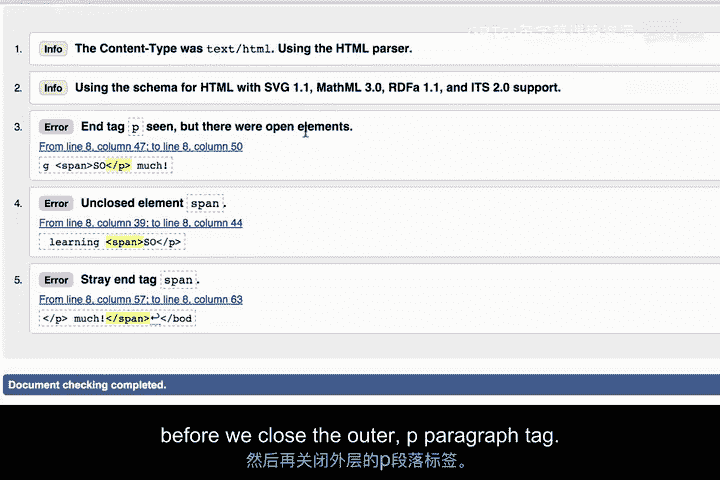 1. Info The Content-Type was text/html. Using the HTML parser.
2. Info Using the schema for HTML with SVG 1.1, MathML 3.0, RDFa 1.1, and ITS 2.0 support.
3. Error End tag p seen, but there were open elements.
From line 8, column 47; to line 8, column 50
g <span>SO</p> much!
4. Error Unclosed element span.
From line 8, column 39; to line 8, column 44
learning <span>SO</p>
5. Error Stray end tag span.
From line 8, column 57; to line 8, column 63
</p> much!</span>↩</bod
Document checking completed.
before we close the outer, p paragraph tag.
然后再关闭外层的p段落标签。